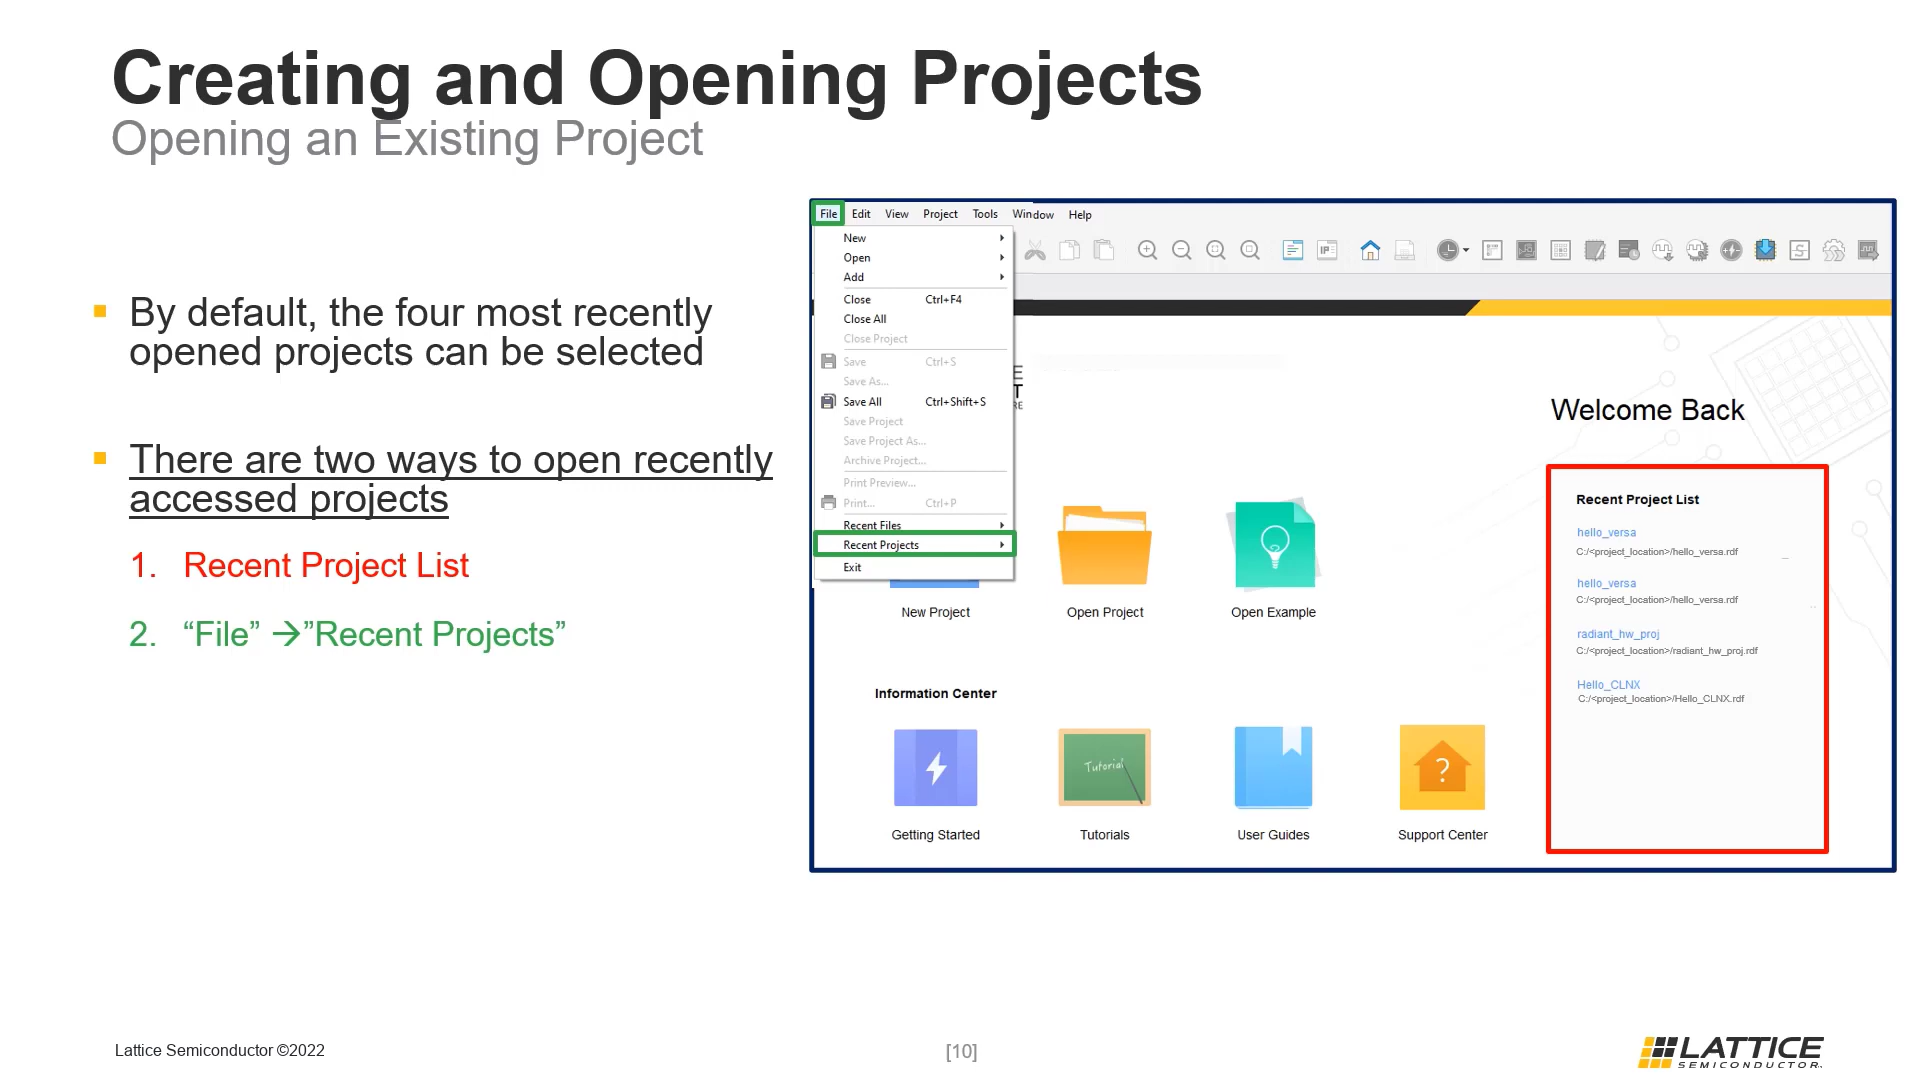 Creating and Opening Projects
Opening an Existing Project
By default, the four most recently
opened projects can be selected
There are two ways to open recently
accessed projects
1. Recent Project List
2. “File” →”Recent Projects”
File Edit View Project Tools Window Help
New
Open
Add
Close Ctrl+F4
Close All
Close Project
Save Ctrl+S
Save As...
Save All Ctrl+Shift+S
Save Project
Save Project As...
Archive Project...
Print Preview...
Print... Ctrl+P
Recent Files
Recent Projects
Exit
New Project
Open Project
Open Example
Information Center
Tutorial
Getting Started
Tutorials
User Guides
?
Support Center
Welcome Back
Recent Project List
hello_versa
C:/<project_location>/hello_versa.rdf
hello_versa
C:/<project_location>/hello_versa.rdf
radiant_hw_proj
C:/<project_location>/radiant_hw_proj.rdf
Hello_CLNX
C:/<project_location>/Hello_CLNX.rdf
Lattice Semiconductor ©2022
[10]
LATTICE
SEMICONDUCTOR